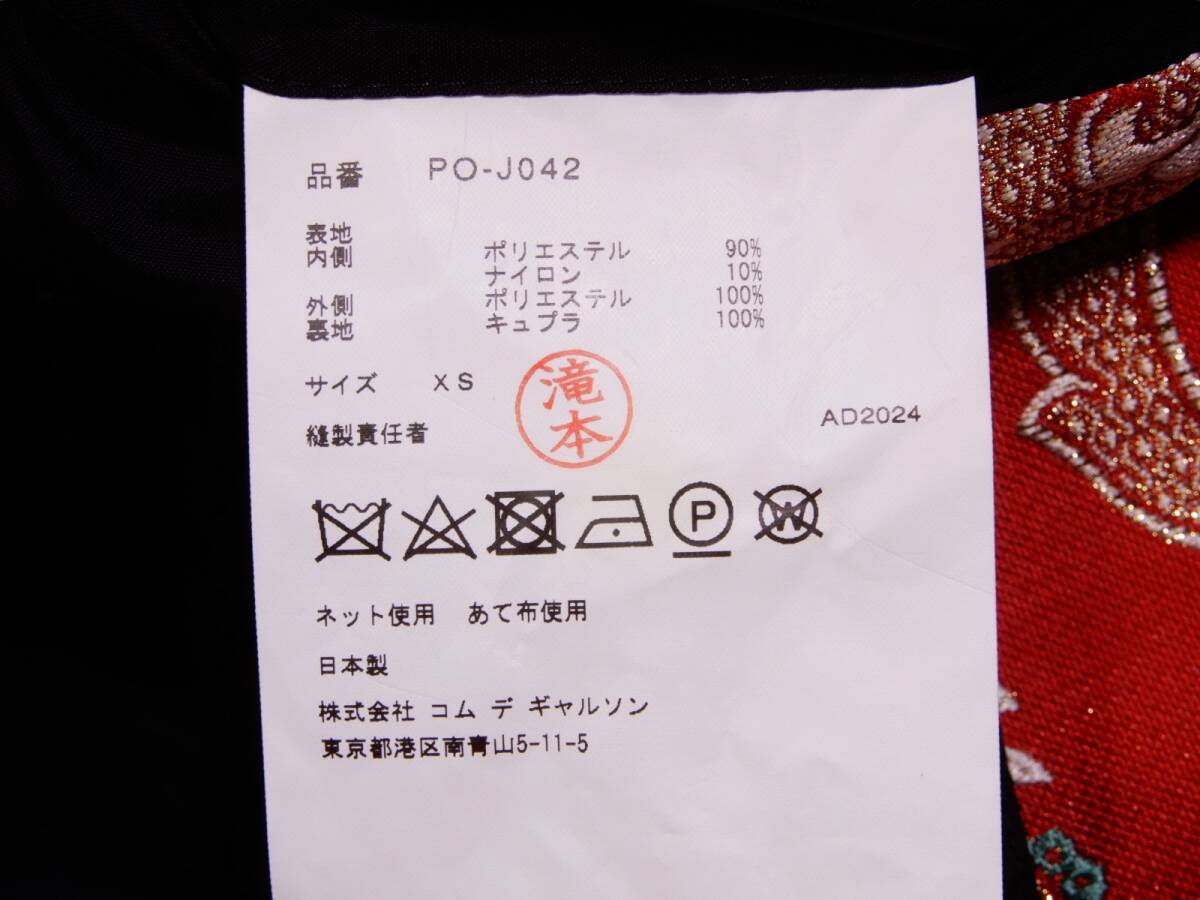 品番 PO-J042
表地
内側 ポリエステル 90%
ナイロン 10%
外側 ポリエステル 100%
裏地 キュプラ 100%
サイズ XS
滝本
縫製責任者
AD2024
P W
ネット使用 あて布使用
日本製
株式会社 コム デ ギャルソン
東京都港区南青山5-11-5